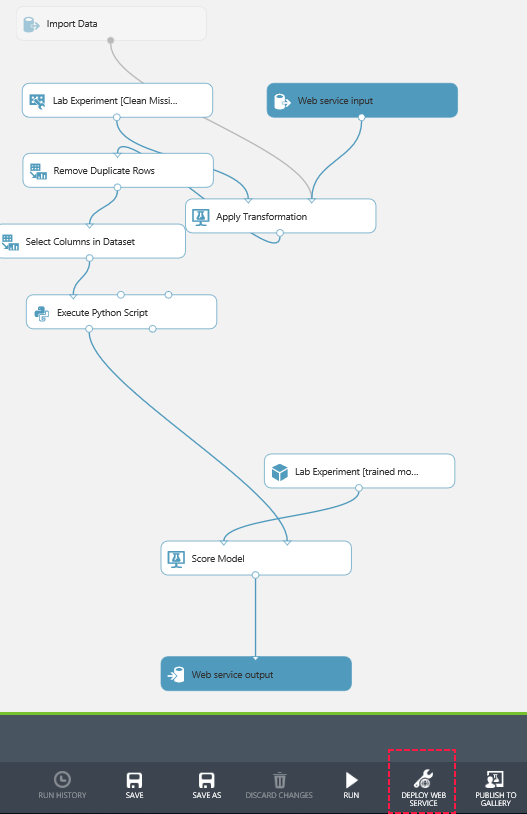 Import Data
Lab Experiment [Clean Missi...
Web service input
Remove Duplicate Rows
Apply Transformation
Select Columns in Dataset
Execute Python Script
Lab Experiment [trained mo...
Score Model
Web service output
RUN HISTORY
SAVE
SAVE AS
DISCARD CHANGES
RUN
DEPLOY WEB
SERVICE
PUBLISH TO
GALLERY